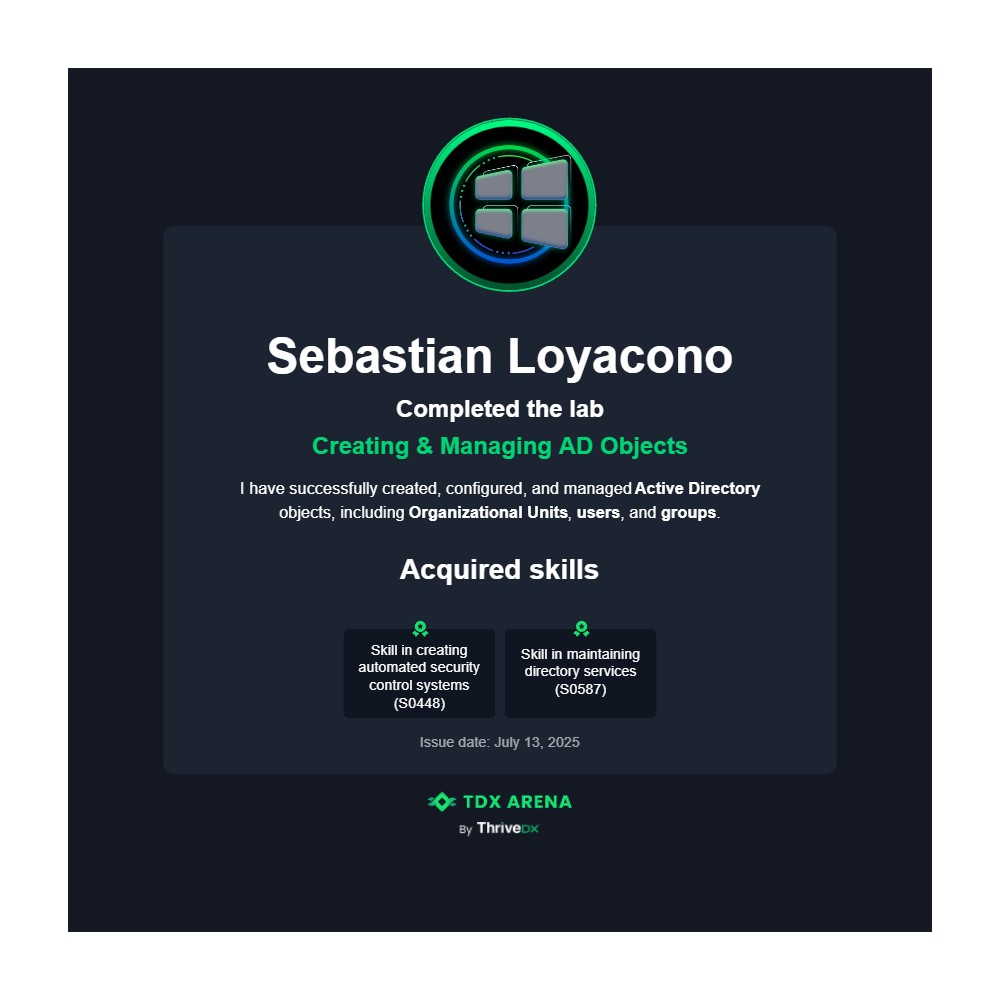 Sebastian Loyacono
Completed the lab
Creating & Managing AD Objects
I have successfully created, configured, and managed Active Directory
objects, including Organizational Units, users, and groups.
Acquired skills
Skill in creating
automated security
control systems
(S0448)
Skill in maintaining
directory services
(S0587)
Issue date: July 13, 2025
TDX ARENA
By ThriveDX